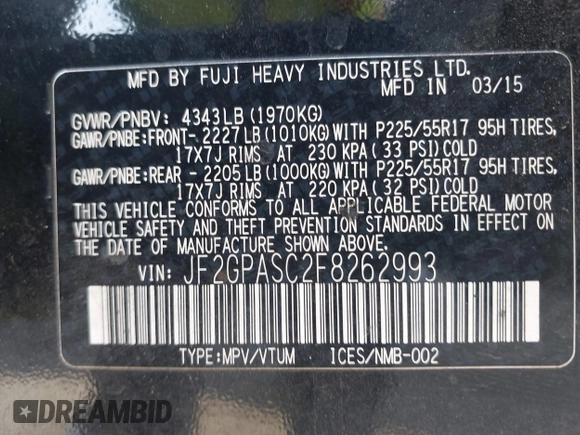 MFD BY FUJI HEAVY INDUSTRIES LTD.
MFD IN 03/15
GVWR/PNBV: 4343LB (1970KG)
GAWR/PNBE:FRONT- 2227LB (1010KG) WITH P225/55R17 95H TIRES,
17X7J RIMS AT 230 KPA (33 PSI) COLD
GAWR/PNBE:REAR - 2205LB (1000KG) WITH P225/55R17 95H TIRES,
17X7J RIMS AT 220 KPA (32 PSI) COLD
THIS VEHICLE CONFORMS TO ALL APPLICABLE FEDERAL MOTOR
VEHICLE SAFETY AND THEFT PREVENTION STANDARDS IN EFFECT ON
THE DATE OF MANUFACTURE SHOWN ABOVE.
VIN: JF2GPASC2F8262993
TYPE:MPV/VTUM ICES/NMB-002
DREAMBID